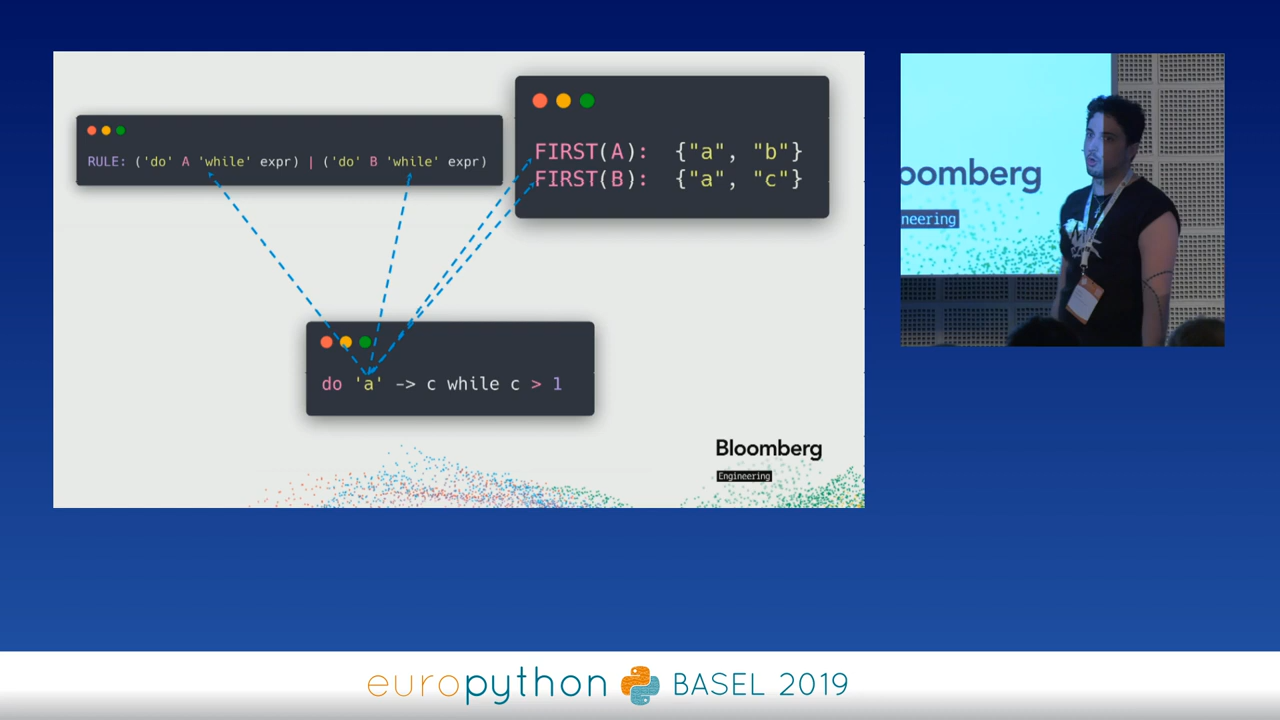 RULE: ('do' A 'while' expr) | ('do' B 'while' expr)
FIRST(A): {"a", "b"}
FIRST(B): {"a", "c"}
do 'a' -> c while c > 1
Bloomberg
Engineering
oomberg
neering
europython BASEL 2019